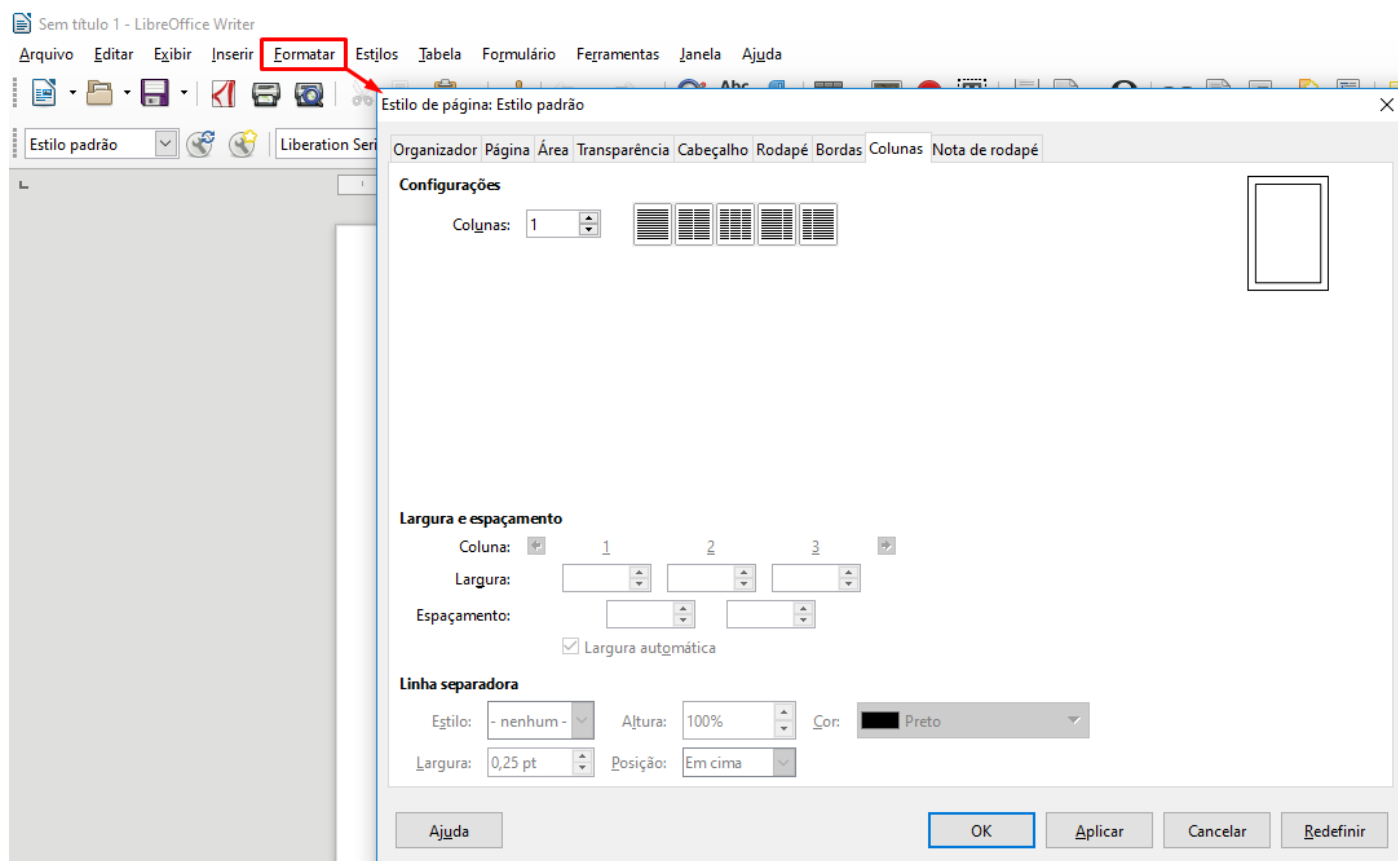 Sem título 1 - LibreOffice Writer
Arquivo Editar Exibir Inserir Formatar Estilos Tabela Formulário Ferramentas Janela Ajuda
Estilo de página: Estilo padrão
Estilo padrão Liberation Seri
Organizador Página Área Transparência Cabeçalho Rodapé Bordas Colunas Nota de rodapé
Configurações
Colunas: 1
Largura e espaçamento
Coluna: 1 2 3
Largura:
Espaçamento:
Largura automática
Linha separadora
Estilo: - nenhum - Altura: 100% Cor: Preto
Largura: 0,25 pt Posição: Em cima
Ajuda OK Aplicar Cancelar Redefinir